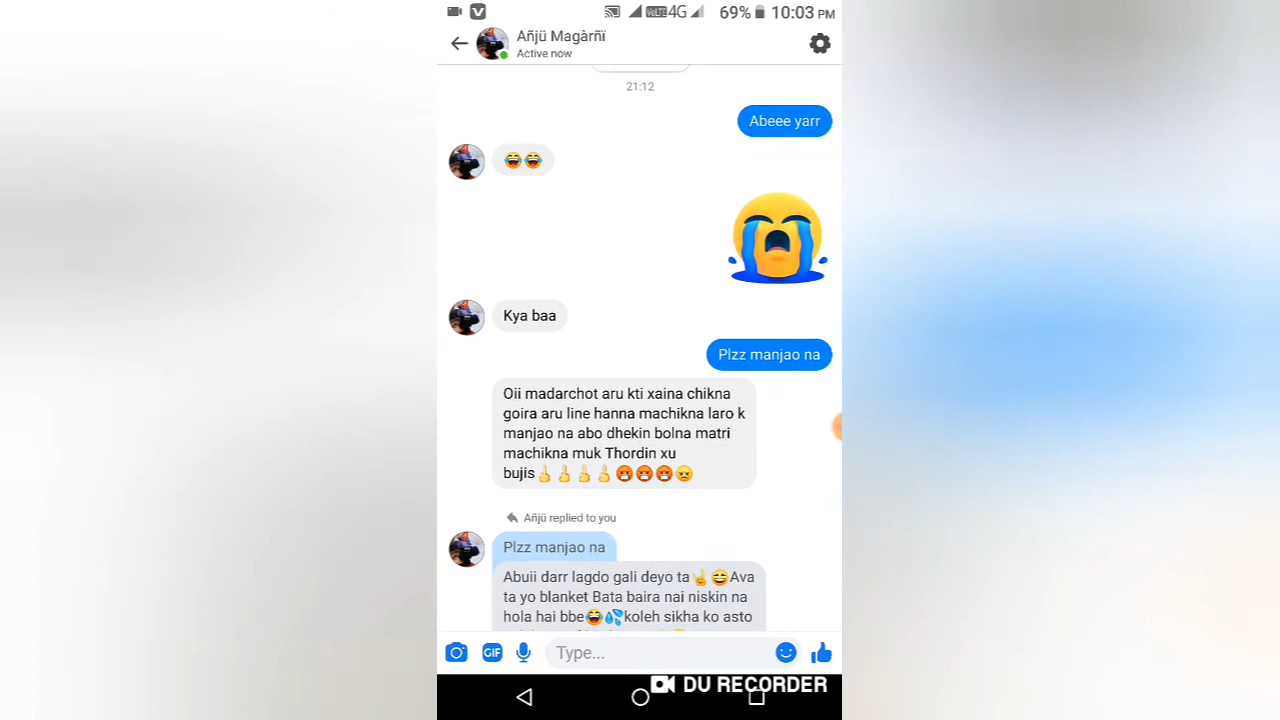 69% 10:03 PM
VoLTE 4G
Añjü Magàrñï
Active now
21:12
Abeee yarr
Kya baa
Plzz manjao na
Oii madarchot aru kti xaina chikna
goira aru line hanna machikna laro k
manjao na abo dhekin bolna matri
machikna muk Thordin xu
bujis
Añjü replied to you
Plzz manjao na
Abuii darr lagdo gali deyo ta Ava
ta yo blanket Bata baira nai niskin na
hola hai bbe koleh sikha ko asto
GIF
Type...
DU RECORDER